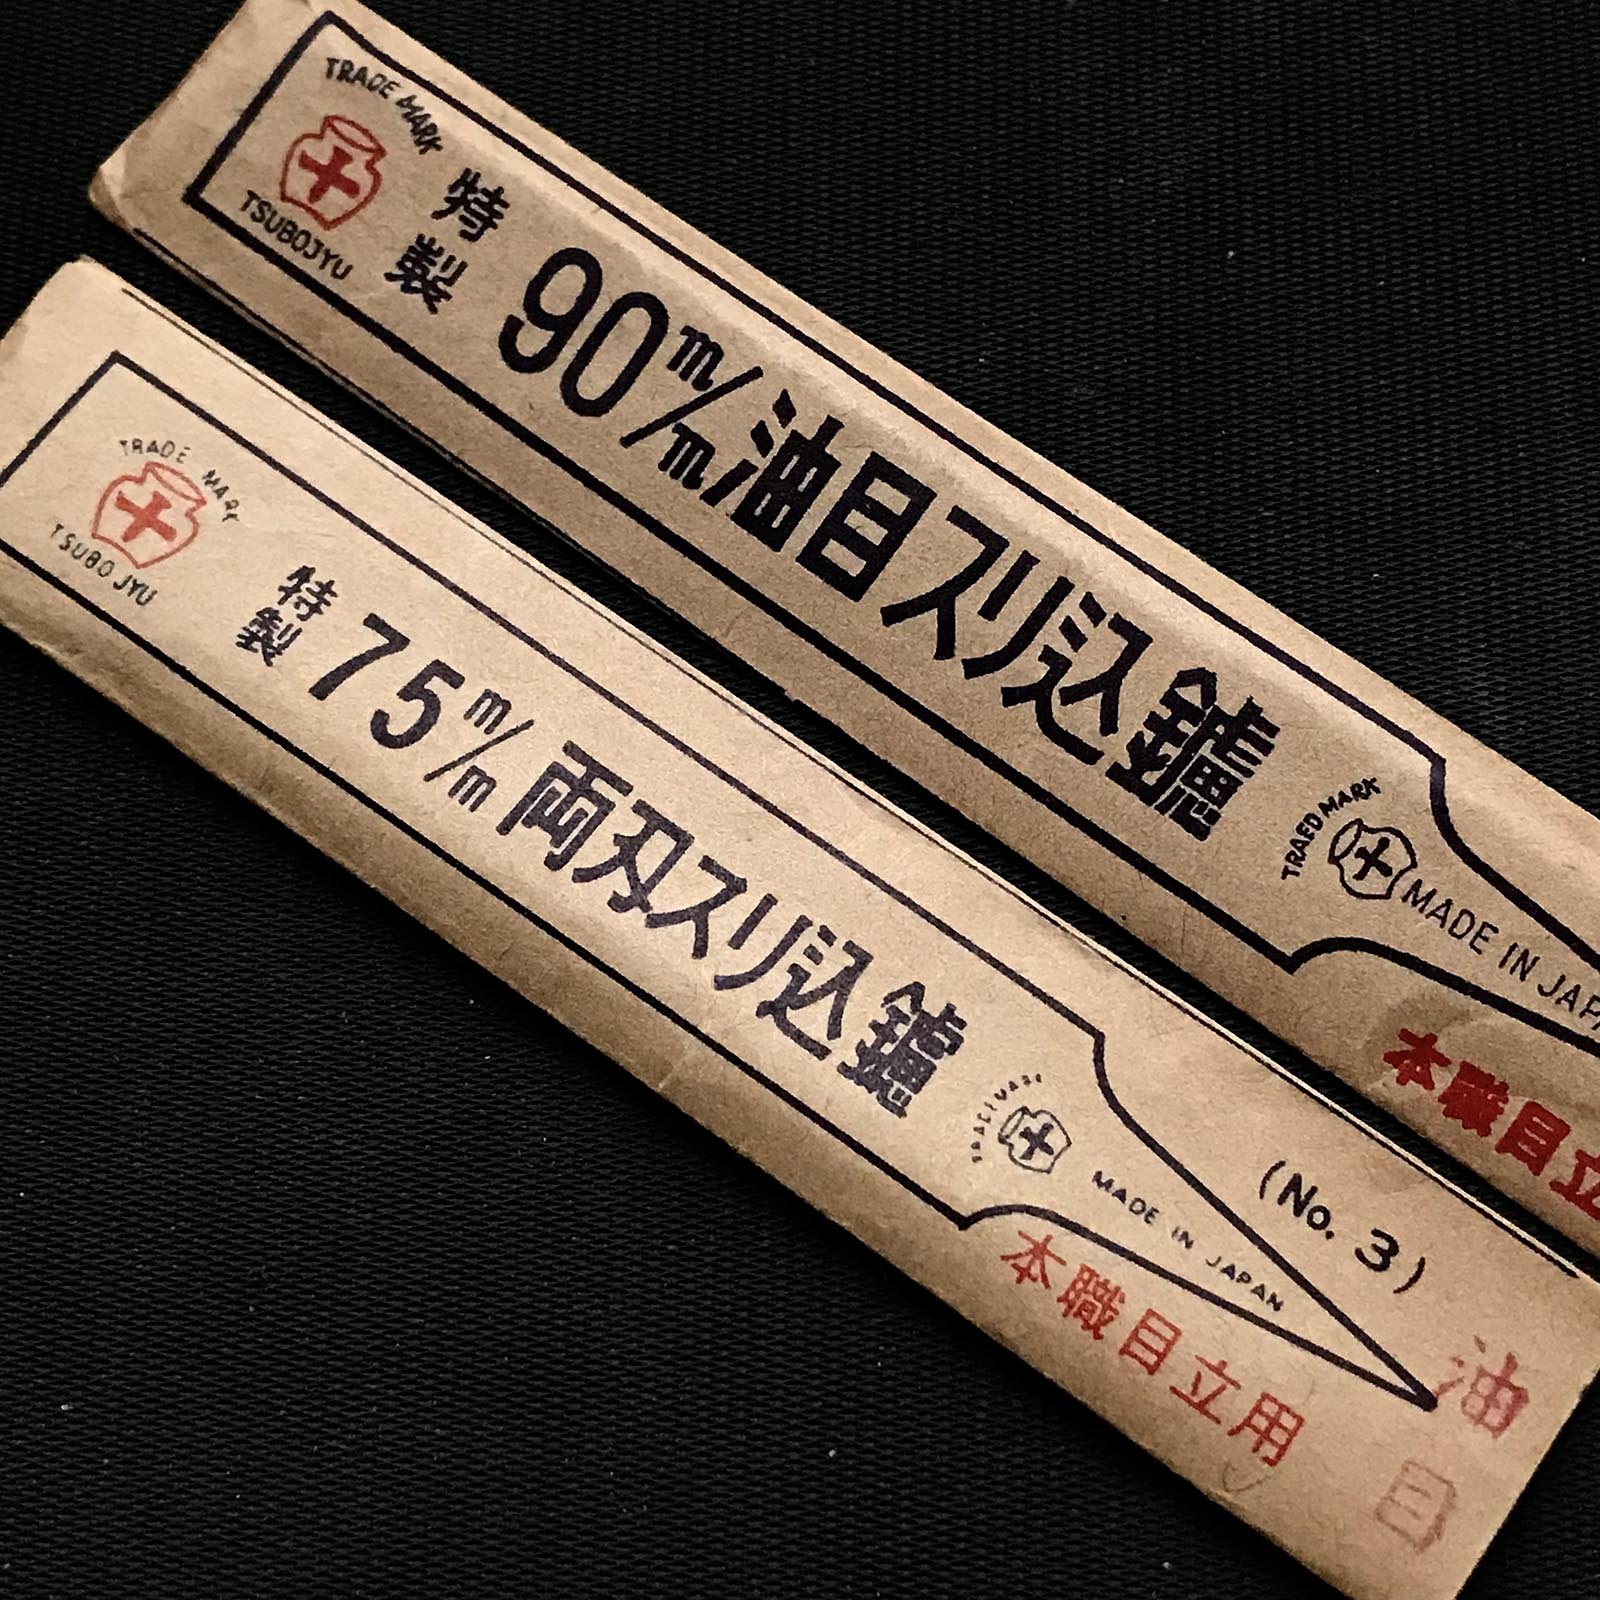 TRADE MARK
TSUBOJYU
特製
90m/m油目スリ込鑢
TRAED MARK
MADE IN JAPA
本職目立
TRADE MARK
TSUBO JYU
特製
75m/m両刃スリ込鑢
MADE IN JAPAN
(No. 3)
本職目立用
油目